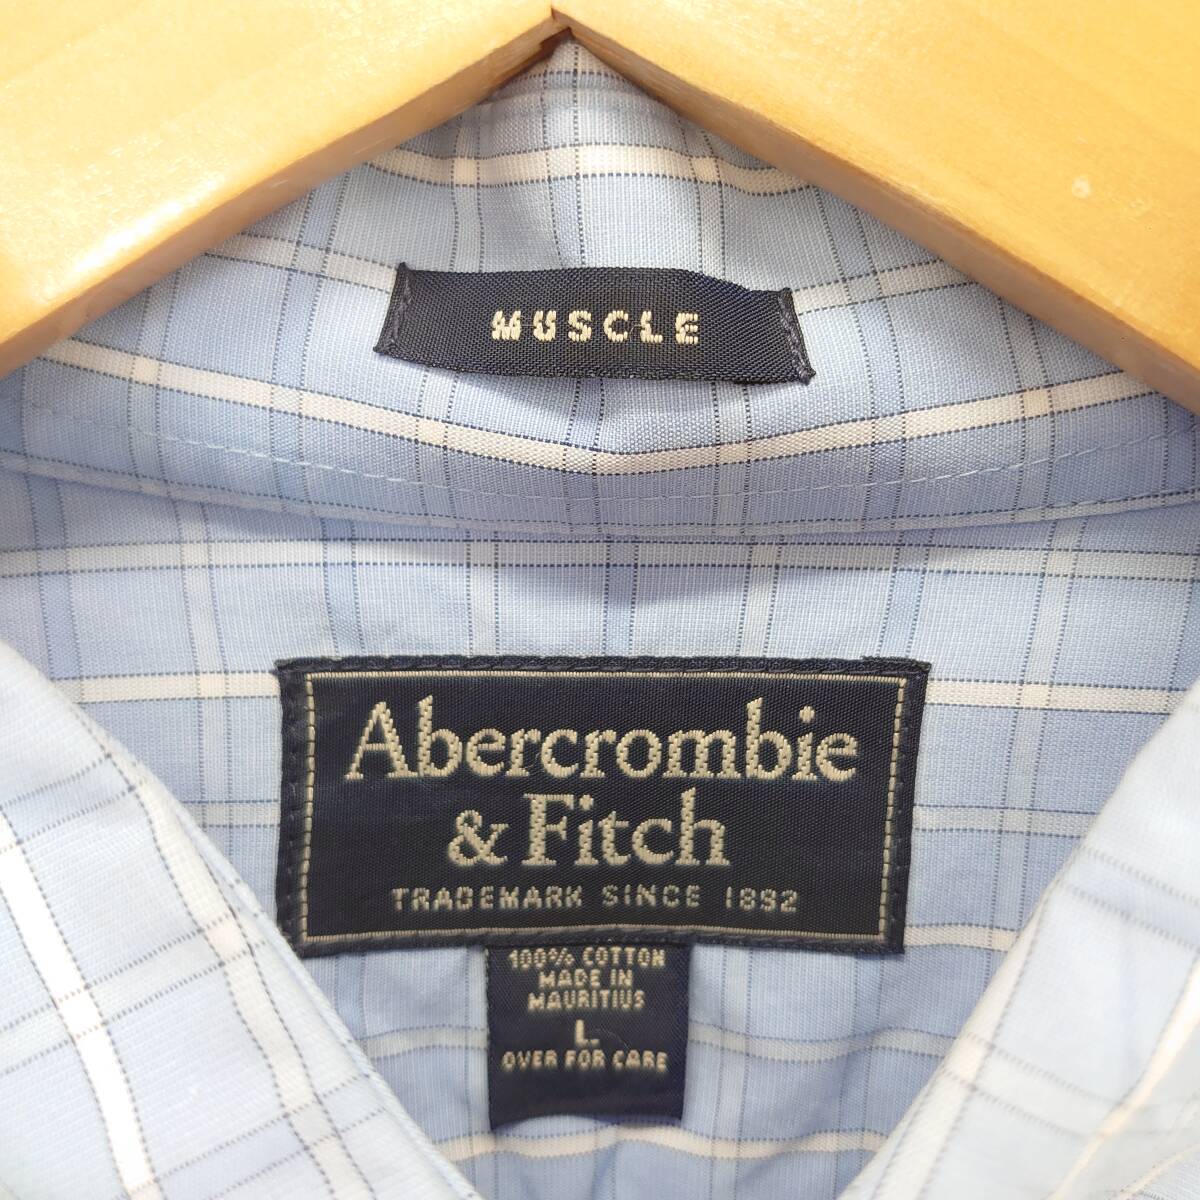 MUSCLE
Abercrombie
& Fitch
TRADEMARK SINCE 1892
100% COTTON
MADE IN
MAURITIUS
L.
OVER FOR CARE